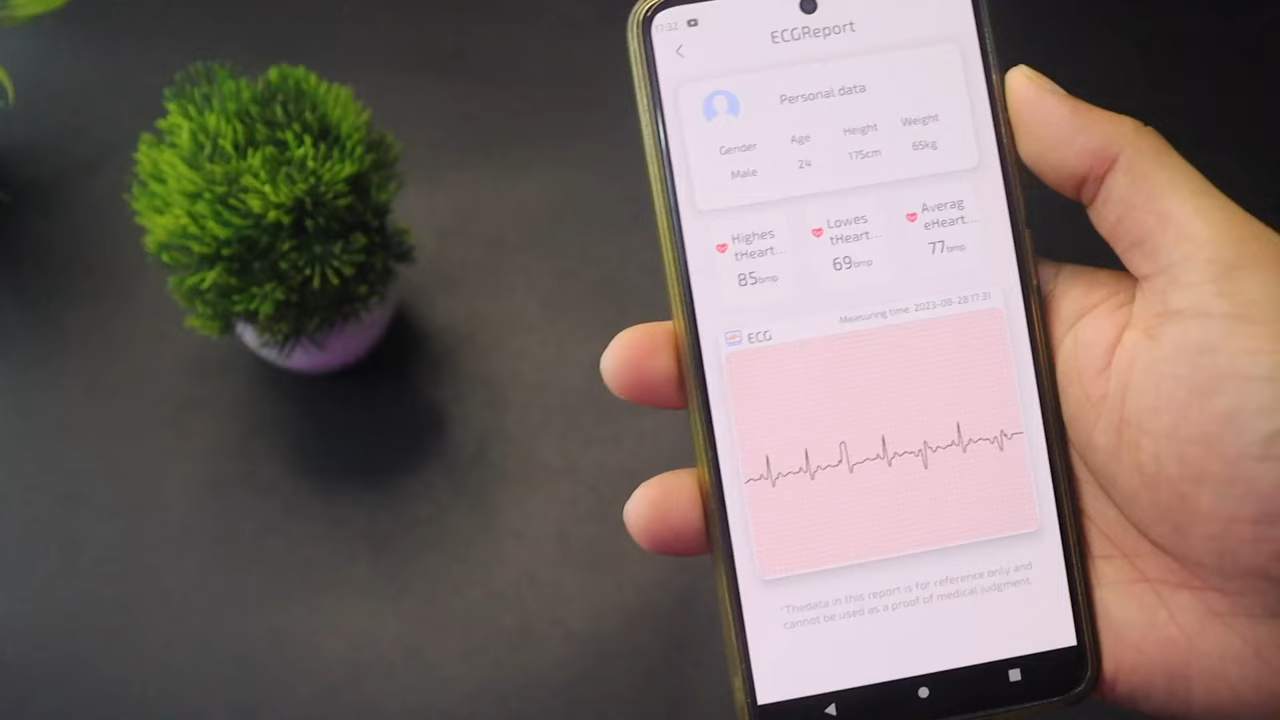 17:32
ECGReport
Personal data
Gender Age Height Weight
Male 24 175cm 65kg
Highes
tHeart...
85bmp
Lowes
tHeart...
69bmp
Averag
eHeart...
77bmp
ECG
Measuring time: 2023-08-28 17:31
*Thedata in this report is for reference only and
cannot be used as a proof of medical judgment.